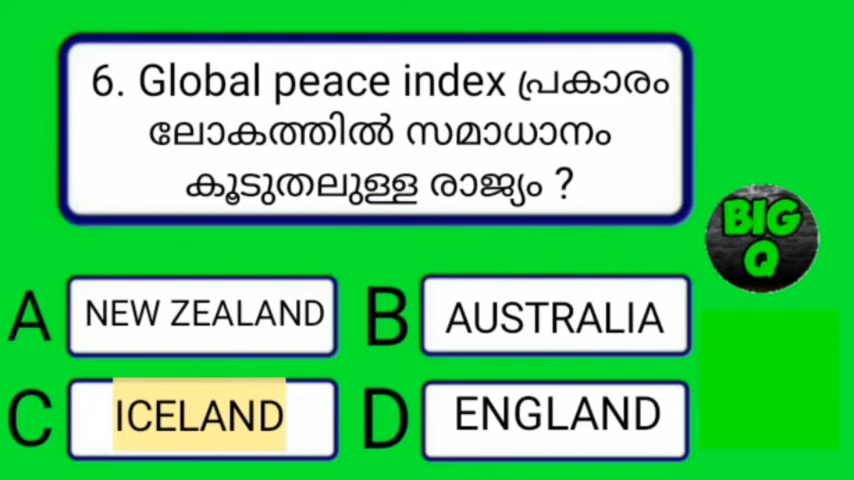 6. Global peace index പ്രകാരം
ലോകത്തിൽ സമാധാനം
കൂടുതലുള്ള രാജ്യം ?
BIG
Q
A NEW ZEALAND B AUSTRALIA
C ICELAND D ENGLAND